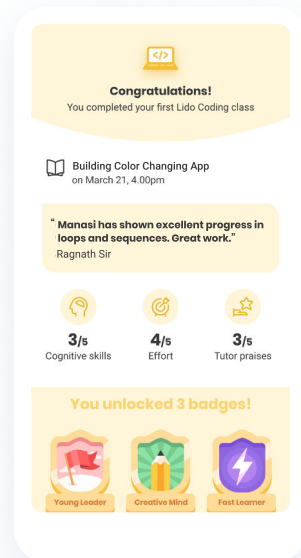 </>
Congratulations!
You completed your first Lido Coding class
Building Color Changing App
on March 21, 4.00pm
“ Manasi has shown excellent progress in
loops and sequences. Great work.”
Ragnath Sir
3/5
4/5
3/5
Cognitive skills
Effort
Tutor praises
You unlocked 3 badges!
Young Leader
Creative Mind
Fast Learner